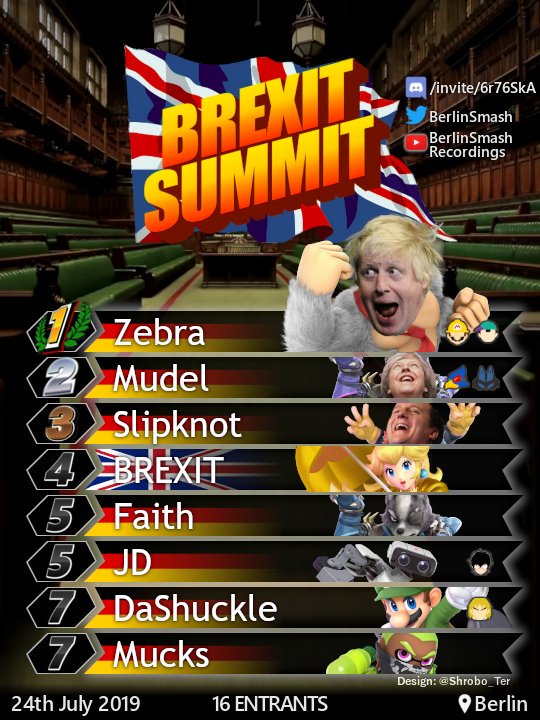 BREXIT
SUMMIT
/invite/6r76SkA
BerlinSmash
BerlinSmash
Recordings
1 Zebra
2 Mudel
3 Slipknot
4 BREXIT
5 Faith
5 JD
7 DaShuckle
7 Mucks
Design: @Shrobo_Ter
24th July 2019 16 ENTRANTS Berlin